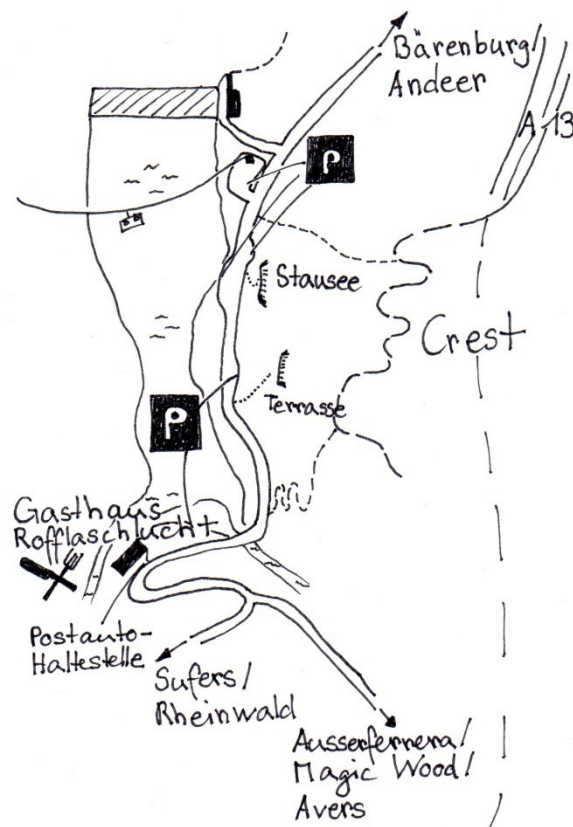 Bärenburg/
Andeer
A-13
P
Stausee
Crest
Terrasse
P
Gasthaus
Rofflaschlucht
Postauto-
Haltestelle
Sufers/
Rheinwald
Ausserferrera/
Magic Wood/
Avers